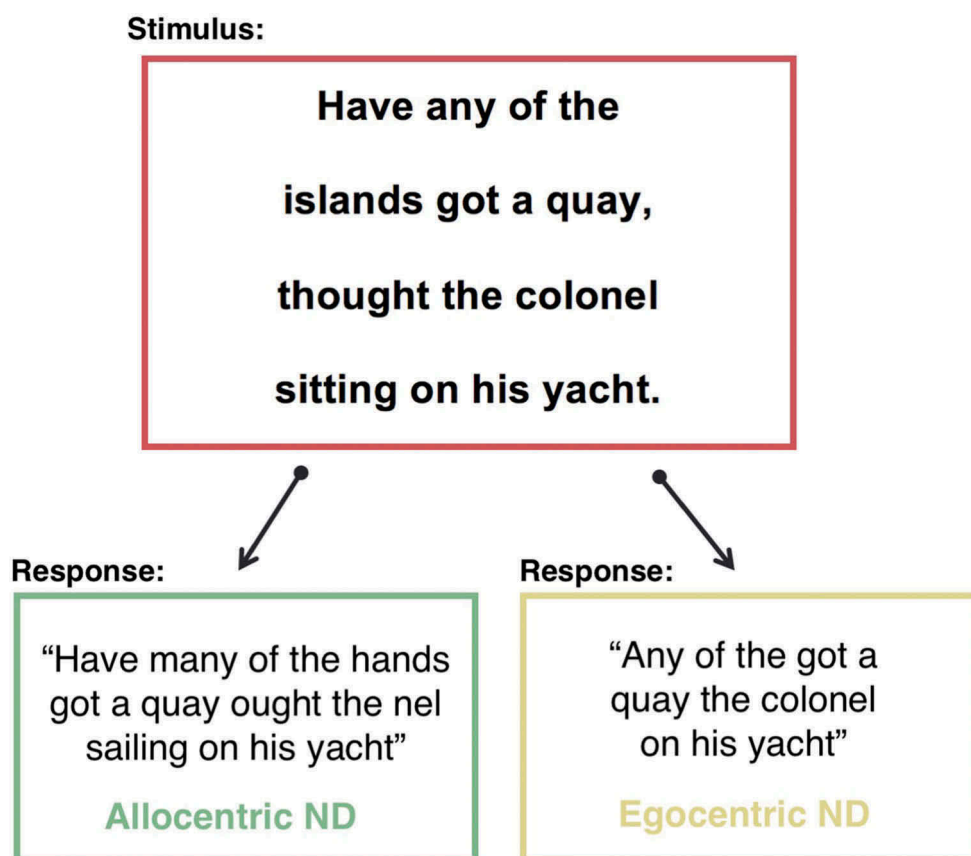 Stimulus:
Have any of the
islands got a quay,
thought the colonel
sitting on his yacht.
Response:
“Have many of the hands
got a quay ought the nel
sailing on his yacht”
Allocentric ND
Response:
“Any of the got a
quay the colonel
on his yacht”
Egocentric ND